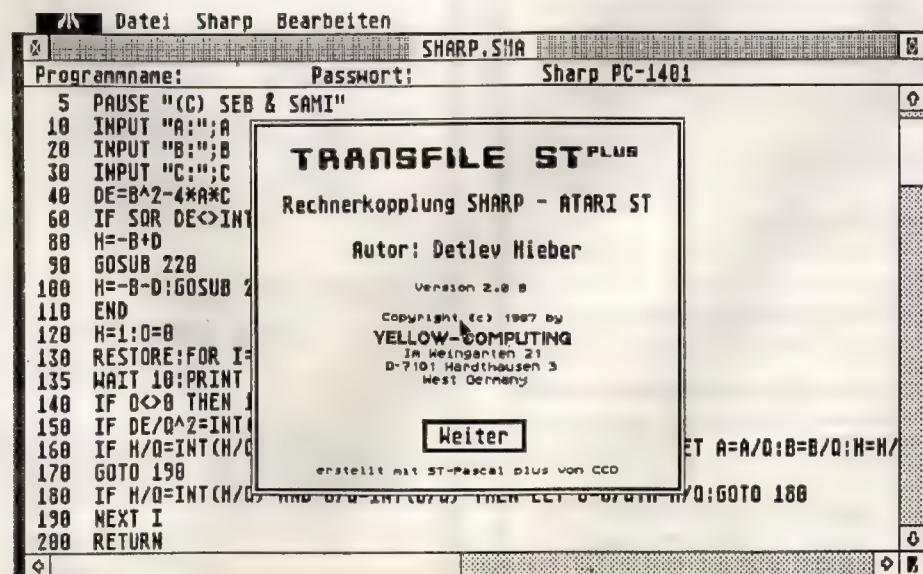 Datei Sharp Bearbeiten
SHARP.SHA
Programmname: Passwort: Sharp PC-1401
5 PAUSE "(C) SEB & SAMI"
10 INPUT "A:";A
20 INPUT "B:";B
30 INPUT "C:";C
40 DE=B^2-4*A*C
60 IF SQR DE<>INT
80 H=-B+D
90 GOSUB 220
100 H=-B-D:GOSUB 2
110 END
120 H=1:O=0
130 RESTORE:FOR I=
135 WAIT 10:PRINT
140 IF O<>0 THEN 1
150 IF DE/Q^2=INT(
160 IF H/Q=INT(H/Q ET A=A/Q:B=B/Q:H=H/
170 GOTO 190
180 IF H/Q=INT(H/Q) AND THEN LET /Q:GOTO 180
190 NEXT I
200 RETURN
TRANSFILE ST PLUS
Rechnerkopplung SHARP - ATARI ST
Autor: Detlev Hieber
Version 2.0 B
Copyright (c) 1987 by
YELLOW-COMPUTING
Im Weingarten 21
D-7101 Hardthausen 3
West Germany
Weiter
erstellt mit ST-Pascal plus von CCD